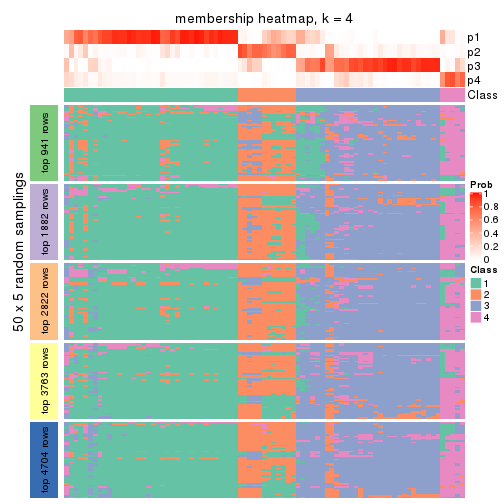 membership heatmap, k = 4
p1
p2
p3
p4
Class
50 x 5 random samplings
top 941 rows
top 1882 rows
top 2822 rows
top 3763 rows
top 4704 rows
Prob
1
0.8
0.6
0.4
0.2
0
Class
1
2
3
4